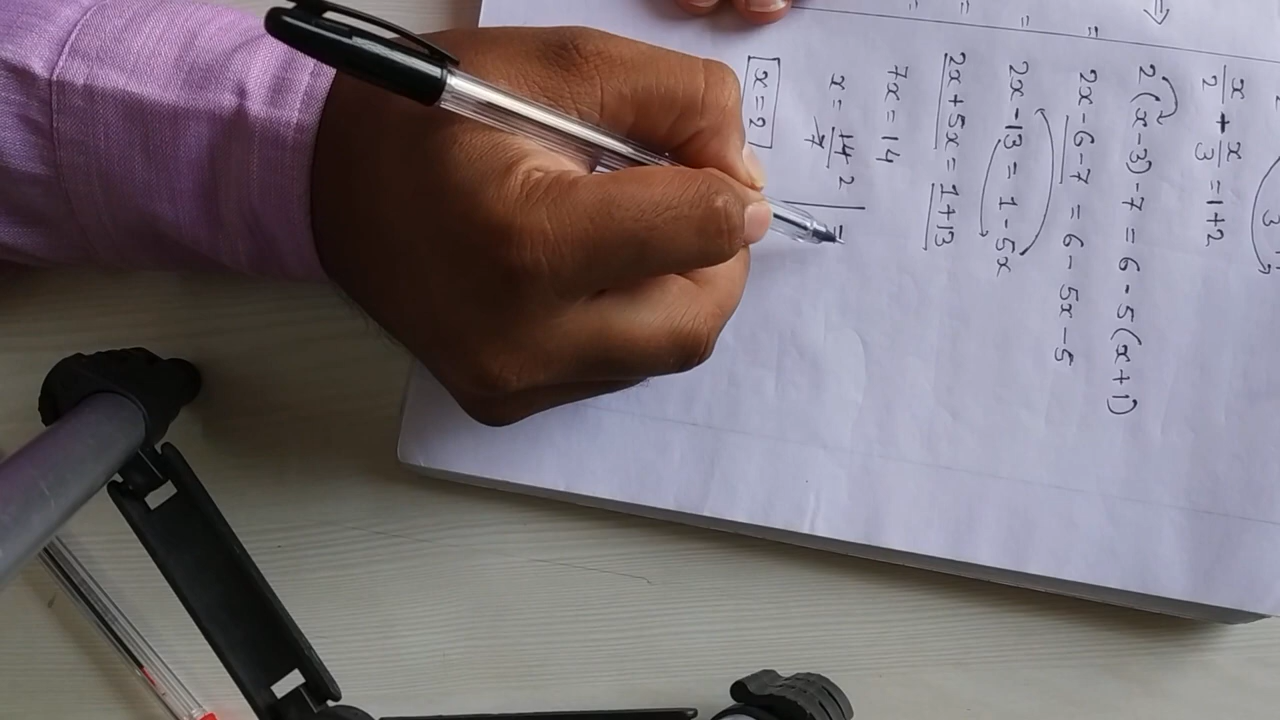 x/2 + x/3 = 1 + 2
2(x - 3) - 7 = 6 - 5(x + 1)
2x - 6 - 7 = 6 - 5x - 5
2x - 13 = 1 - 5x
2x + 5x = 1 + 13
7x = 14
x = 14/7 2
x = 2